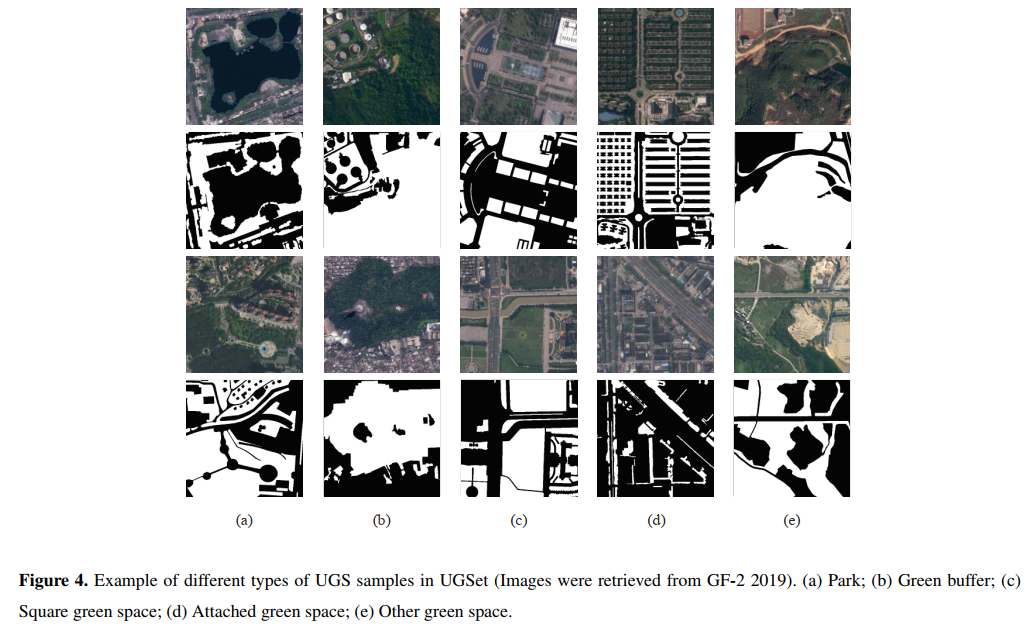 (a) (b) (c) (d) (e)
Figure 4. Example of different types of UGS samples in UGSet (Images were retrieved from GF-2 2019). (a) Park; (b) Green buffer; (c)
Square green space; (d) Attached green space; (e) Other green space.